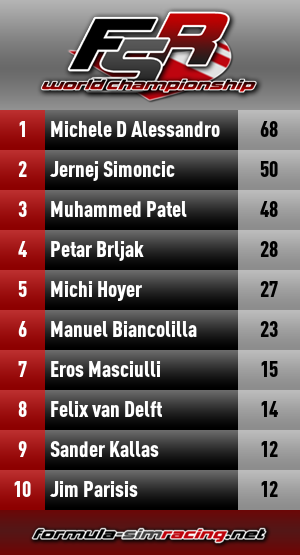 FSR
world championship
1 Michele D Alessandro 68
2 Jernej Simoncic 50
3 Muhammed Patel 48
4 Petar Brljak 28
5 Michi Hoyer 27
6 Manuel Biancolilla 23
7 Eros Masciulli 15
8 Felix van Delft 14
9 Sander Kallas 12
10 Jim Parisis 12
formula-simracing.net